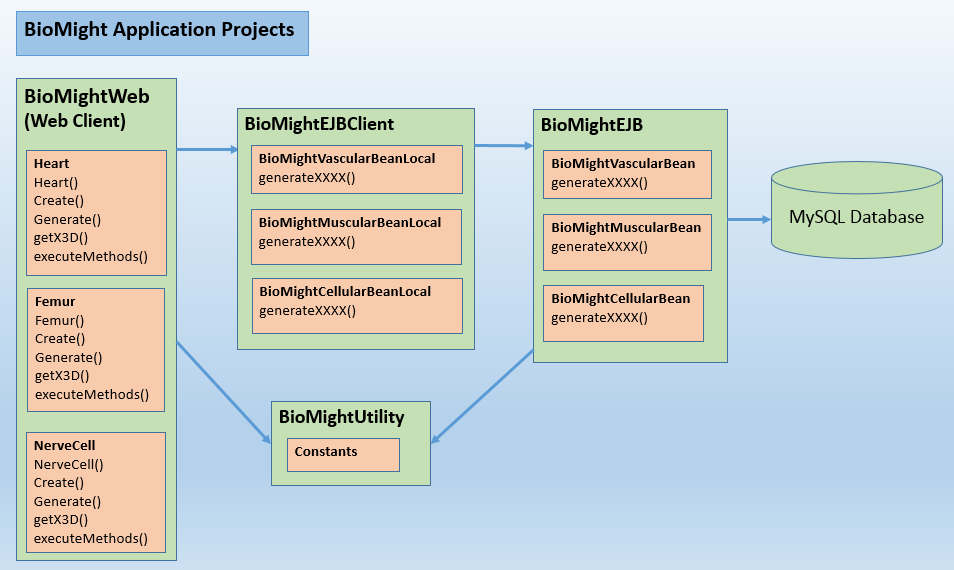 BioMight Application Projects
BioMightWeb
(Web Client)
Heart
Heart()
Create()
Generate()
getX3D()
executeMethods()
Femur
Femur()
Create()
Generate()
getX3D()
executeMethods()
NerveCell
NerveCell()
Create()
Generate()
getX3D()
executeMethods()
BioMightEJBClient
BioMightVascularBeanLocal
generateXXXX()
BioMightMuscularBeanLocal
generateXXXX()
BioMightCellularBeanLocal
generateXXXX()
BioMightEJB
BioMightVascularBean
generateXXXX()
BioMightMuscularBean
generateXXXX()
BioMightCellularBean
generateXXXX()
MySQL Database
BioMightUtility
Constants